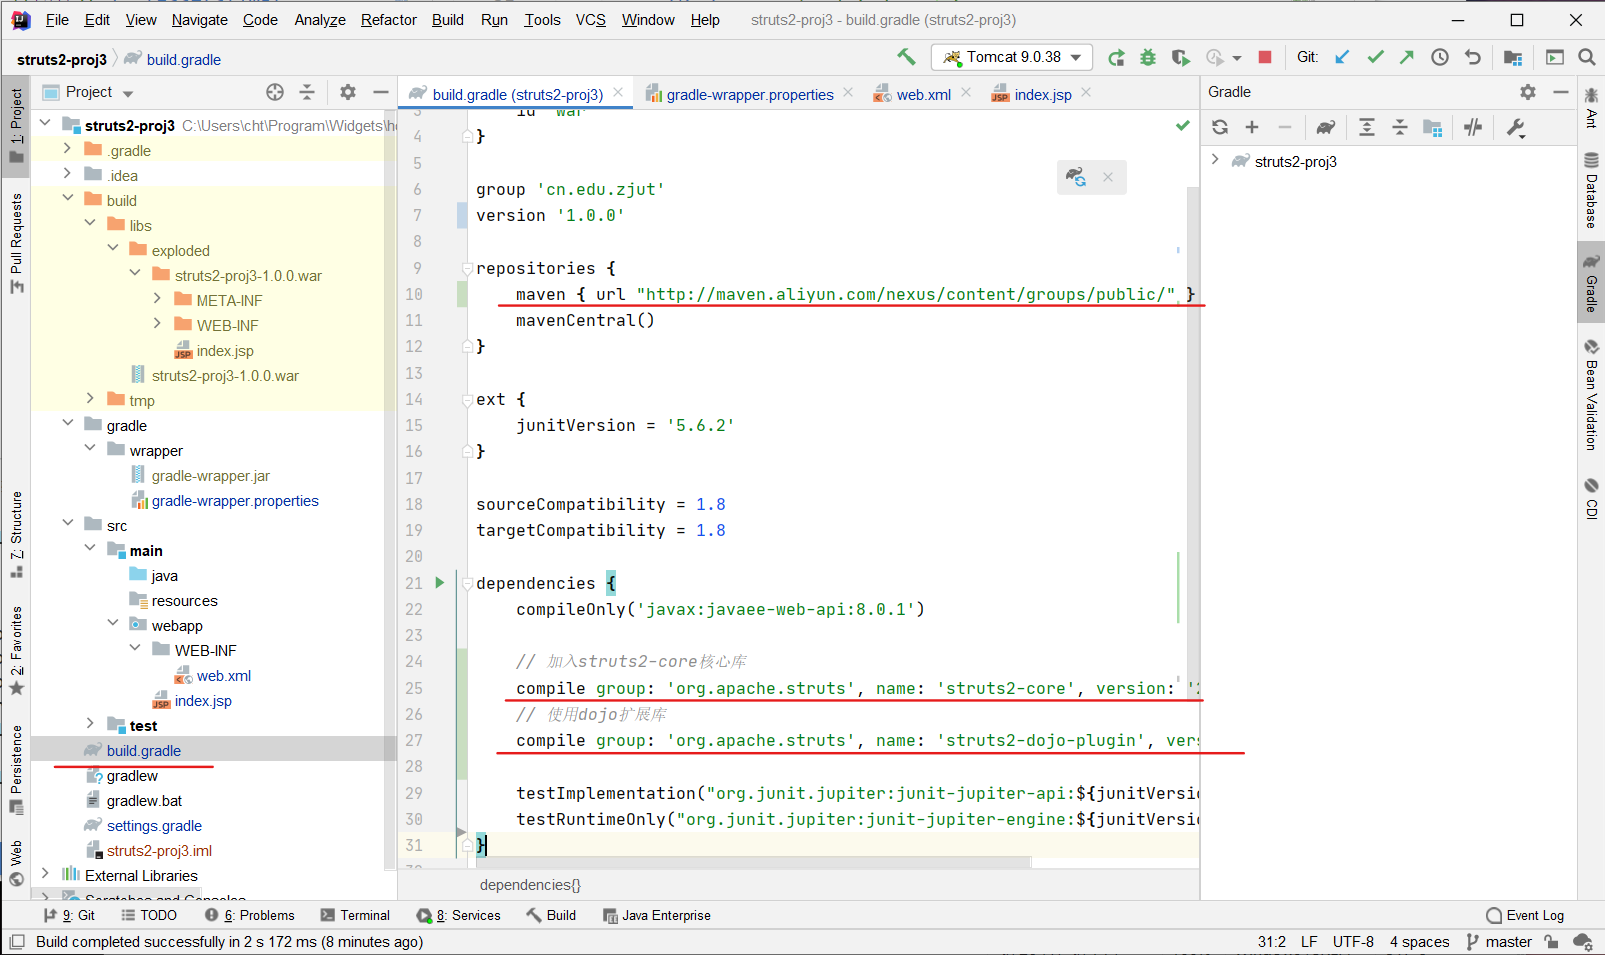 File Edit View Navigate Code Analyze Refactor Build Run Tools VCS Window Help struts2-proj3 - build.gradle (struts2-proj3)
struts2-proj3 build.gradle Tomcat 9.0.38 Git:
Project
build.gradle (struts2-proj3) gradle-wrapper.properties web.xml index.jsp
Gradle
struts2-proj3 C:\Users\cht\Program\Widgets\
.gradle
.idea
build
libs
exploded
struts2-proj3-1.0.0.war
META-INF
WEB-INF
index.jsp
struts2-proj3-1.0.0.war
tmp
gradle
wrapper
gradle-wrapper.jar
gradle-wrapper.properties
src
main
java
resources
webapp
WEB-INF
web.xml
index.jsp
test
build.gradle
gradlew
gradlew.bat
settings.gradle
struts2-proj3.iml
External Libraries
Scratches and Consoles
3 id 'war'
4 }
5
6 group 'cn.edu.zjut'
7 version '1.0.0'
8
9 repositories {
10 maven { url "http://maven.aliyun.com/nexus/content/groups/public/" }
11 mavenCentral()
12 }
13
14 ext {
15 junitVersion = '5.6.2'
16 }
17
18 sourceCompatibility = 1.8
19 targetCompatibility = 1.8
20
21 dependencies {
22 compileOnly('javax:javaee-web-api:8.0.1')
23
24 // 加入struts2-core核心库
25 compile group: 'org.apache.struts', name: 'struts2-core', version: '2
26 // 使用dojo扩展库
27 compile group: 'org.apache.struts', name: 'struts2-dojo-plugin', ver
28
29 testImplementation("org.junit.jupiter:junit-jupiter-api:${junitVersio
30 testRuntimeOnly("org.junit.jupiter:junit-jupiter-engine:${junitVersio
31 }
dependencies{}
struts2-proj3
1: Project
Pull Requests
Z: Structure
2: Favorites
Persistence
Web
Ant
Database
Gradle
Bean Validation
CDI
9: Git TODO 6: Problems Terminal 8: Services Build Java Enterprise Event Log
Build completed successfully in 2 s 172 ms (8 minutes ago) 31:2 LF UTF-8 4 spaces master